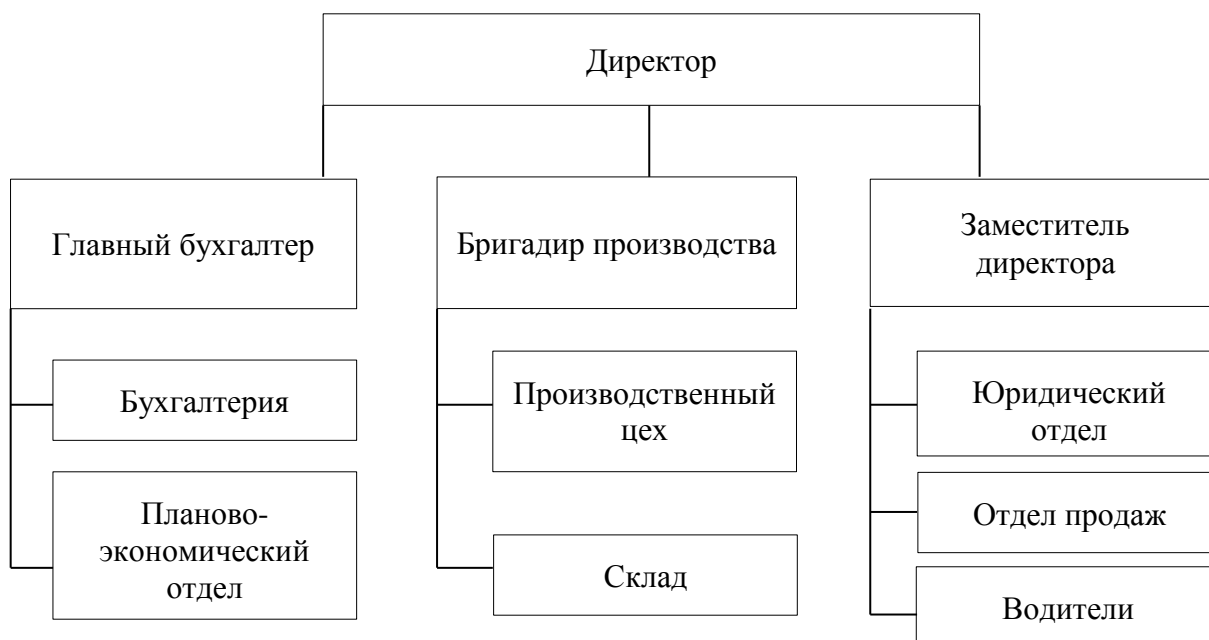 Директор
Главный бухгалтер
Бригадир производства
Заместитель
директора
Бухгалтерия
Планово-
экономический
отдел
Производственный
цех
Склад
Юридический
отдел
Отдел продаж
Водители